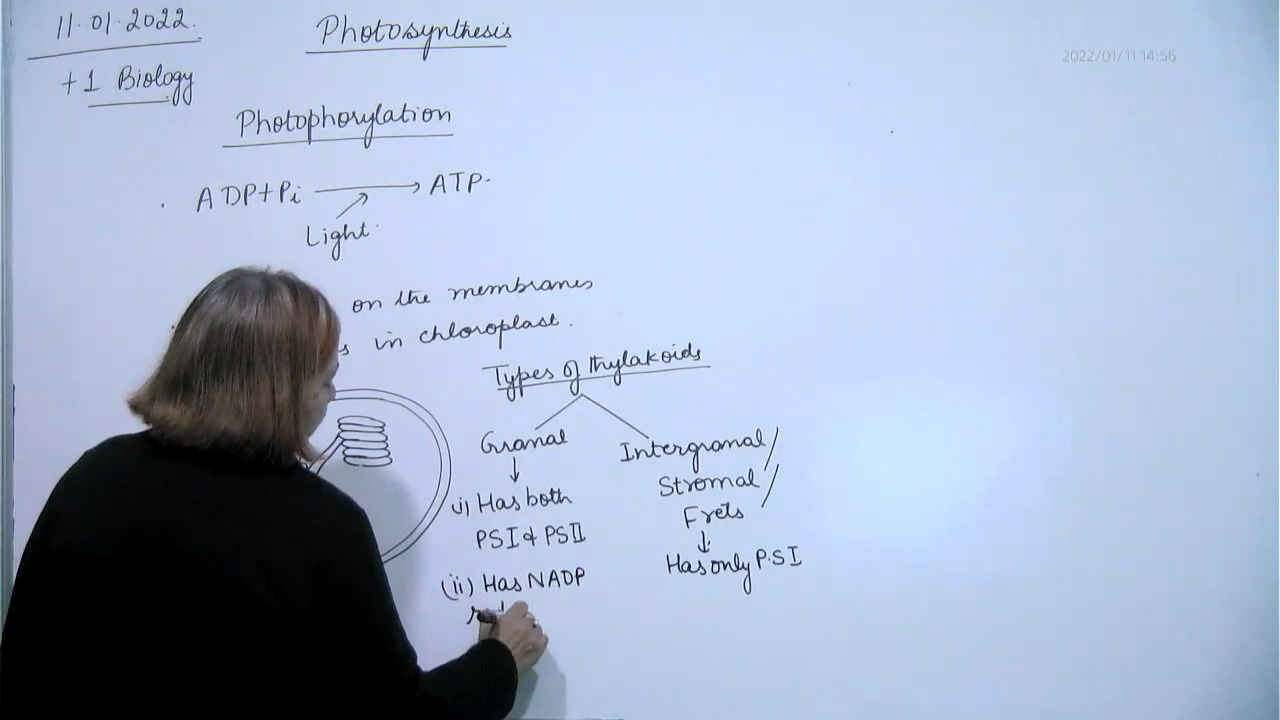 11.01.2022.
Photosynthesis
2022/01/11 14:56
+1 Biology
Photophorylation
ADP+Pi → ATP.
Light.
on the membranes
s in chloroplast.
Types of thylakoids
Granal
Intergranal/
Stromal/
Frets
i) Has both
PSI & PSII
Has only P.SI
(ii) Has NADP